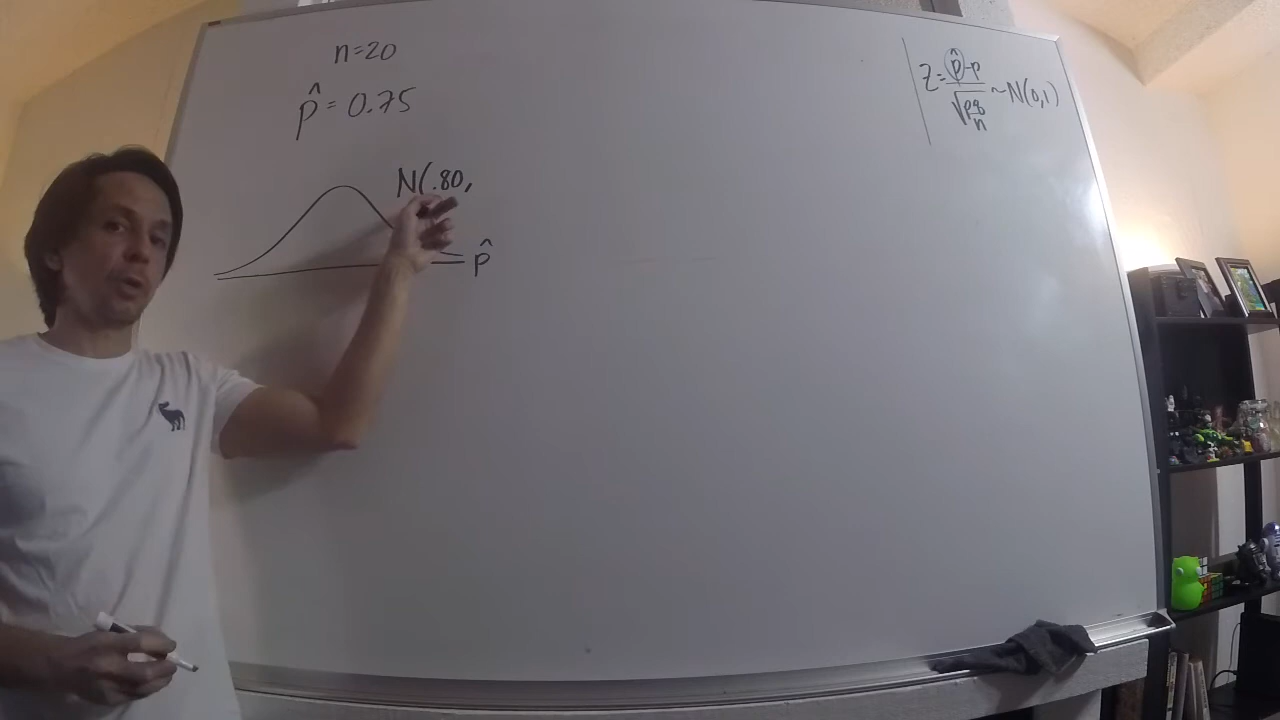 n=20
p̂ = 0.75
N(.80,
p̂
Z = p̂-p / √pq/n ~N(0,1)